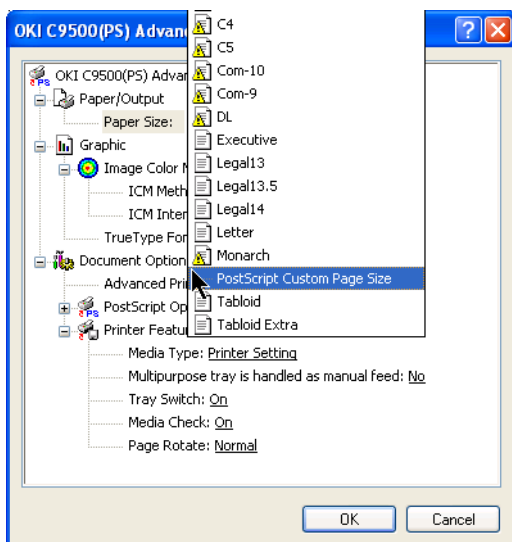 OKI C9500(PS) Advan
C4
C5
Com-10
Com-9
DL
Executive
Legal13
Legal13.5
Legal14
Letter
Monarch
PostScript Custom Page Size
Tabloid
Tabloid Extra
OKI C9500(PS) Advar
Paper/Output
Paper Size:
Graphic
Image Color M
ICM Meth
ICM Inter
TrueType For
Document Option
Advanced Pri
PostScript Op
Printer Featu
Media Type: Printer Setting
Multipurpose tray is handled as manual feed: No
Tray Switch: On
Media Check: On
Page Rotate: Normal
OK Cancel